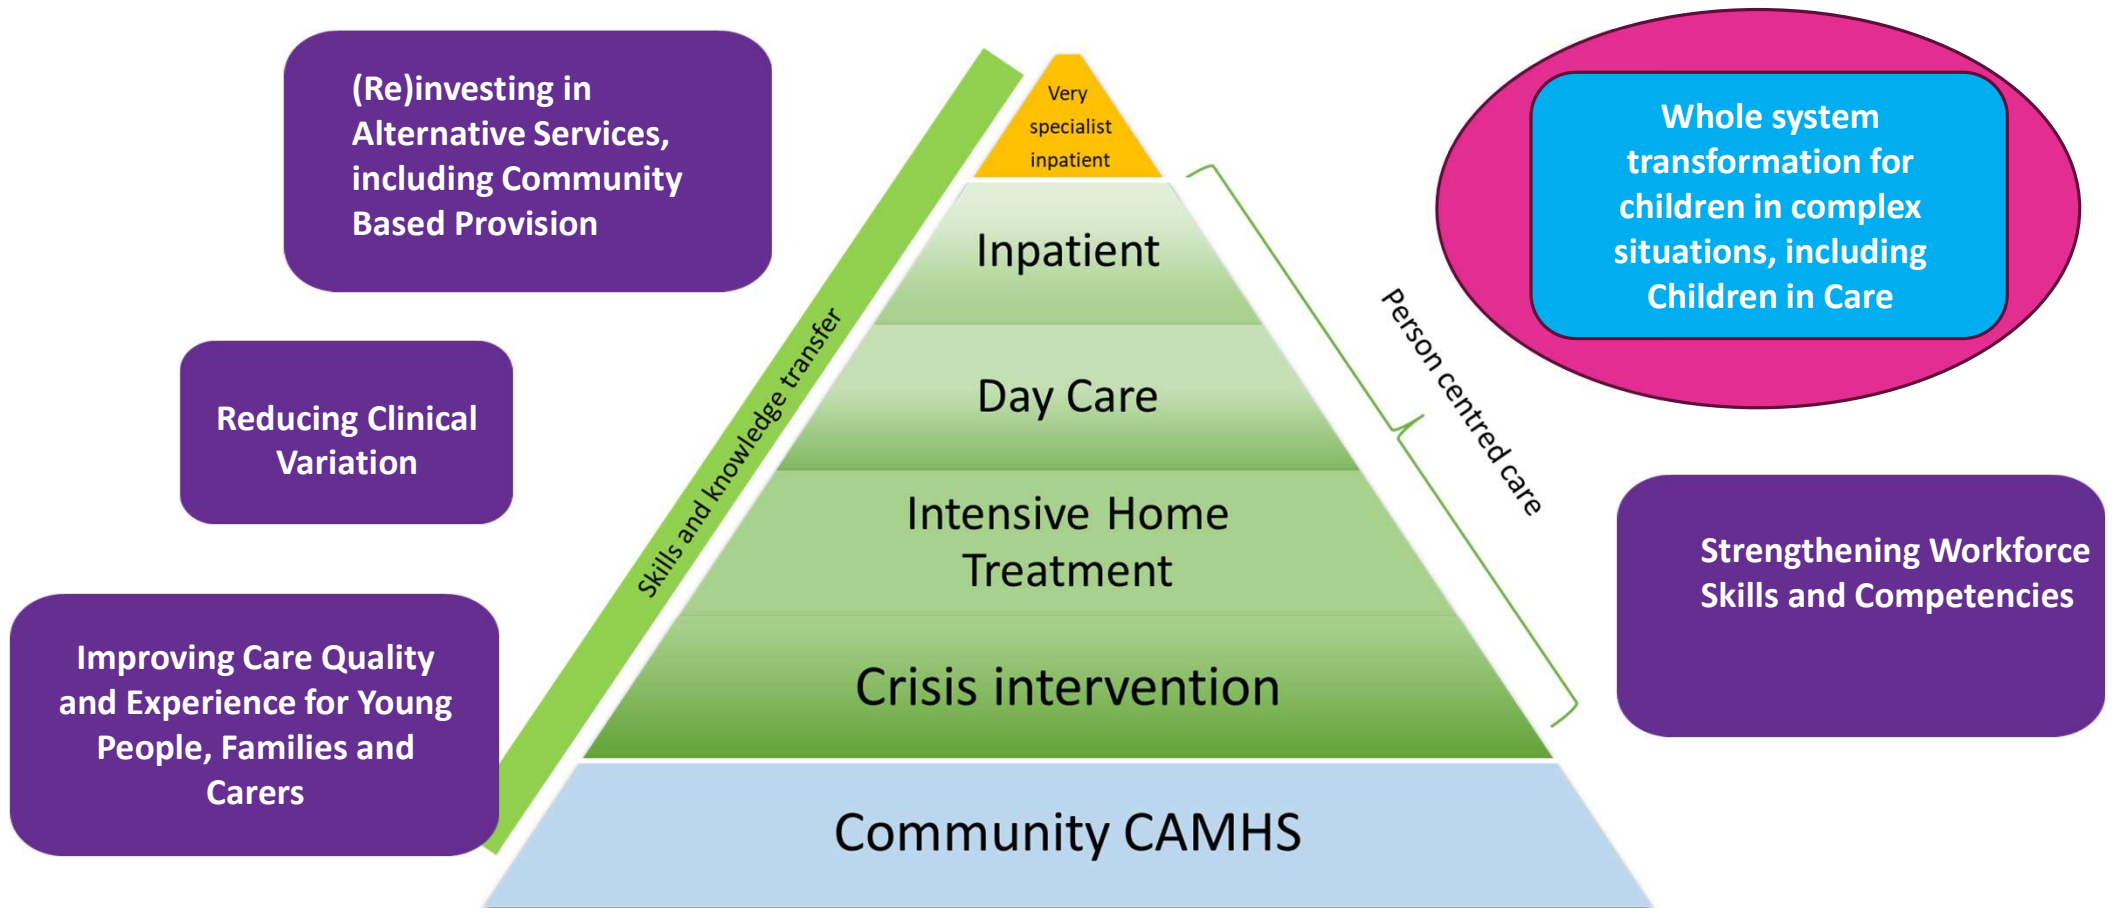 (Re)investing in
Alternative Services,
including Community
Based Provision
Reducing Clinical
Variation
Improving Care Quality
and Experience for Young
People, Families and
Carers
Skills and knowledge transfer
Very
specialist
inpatient
Inpatient
Day Care
Intensive Home
Treatment
Crisis intervention
Community CAMHS
Person centred care
Whole system
transformation for
children in complex
situations, including
Children in Care
Strengthening Workforce
Skills and Competencies